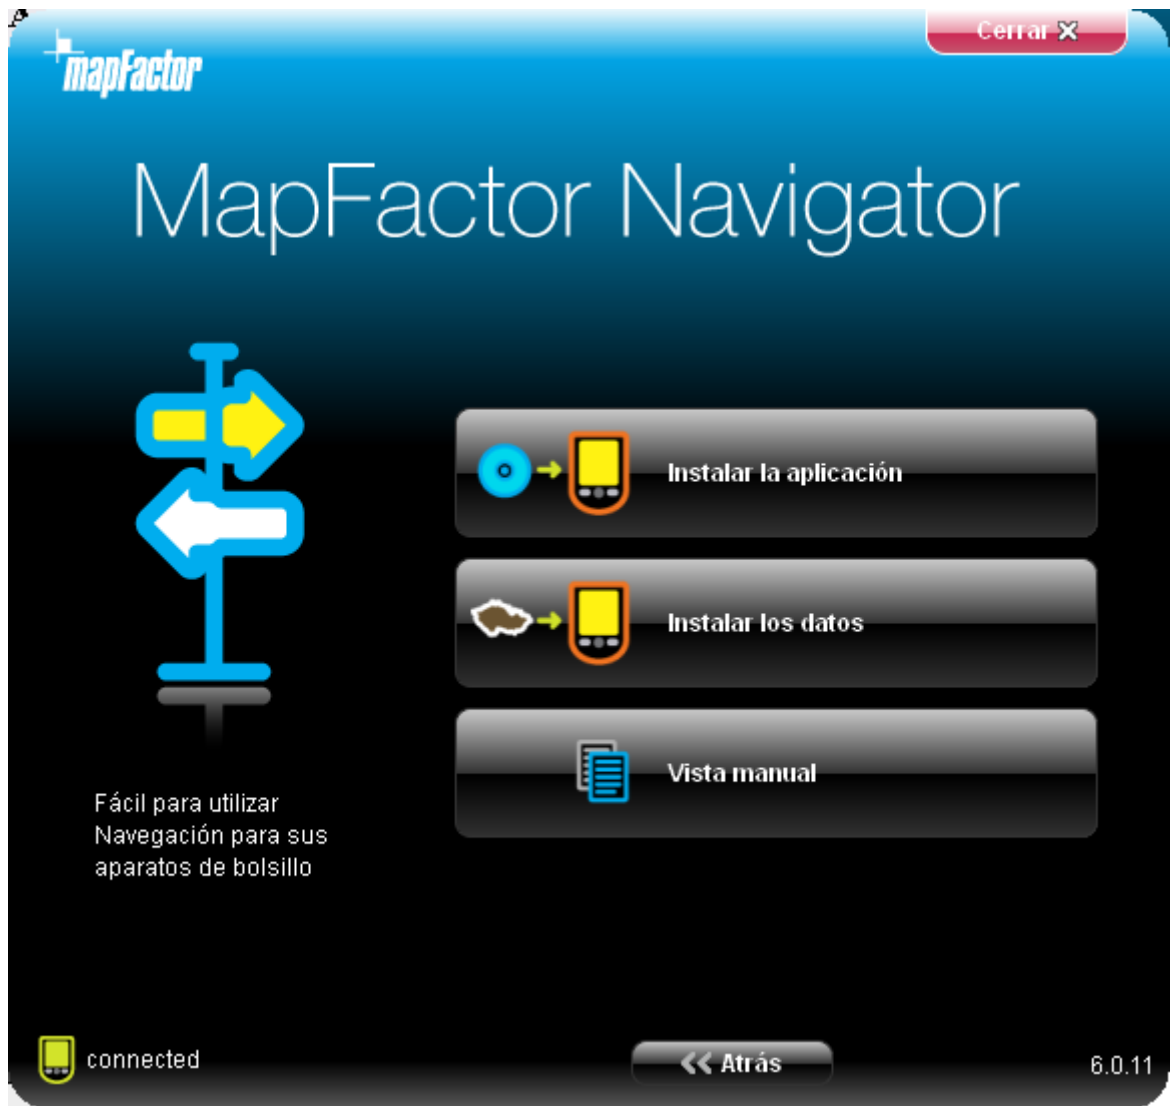 Cerrar
mapFactor
MapFactor Navigator
Instalar la aplicación
Instalar los datos
Vista manual
Fácil para utilizar
Navegación para sus
aparatos de bolsillo
connected
Atrás
6.0.11